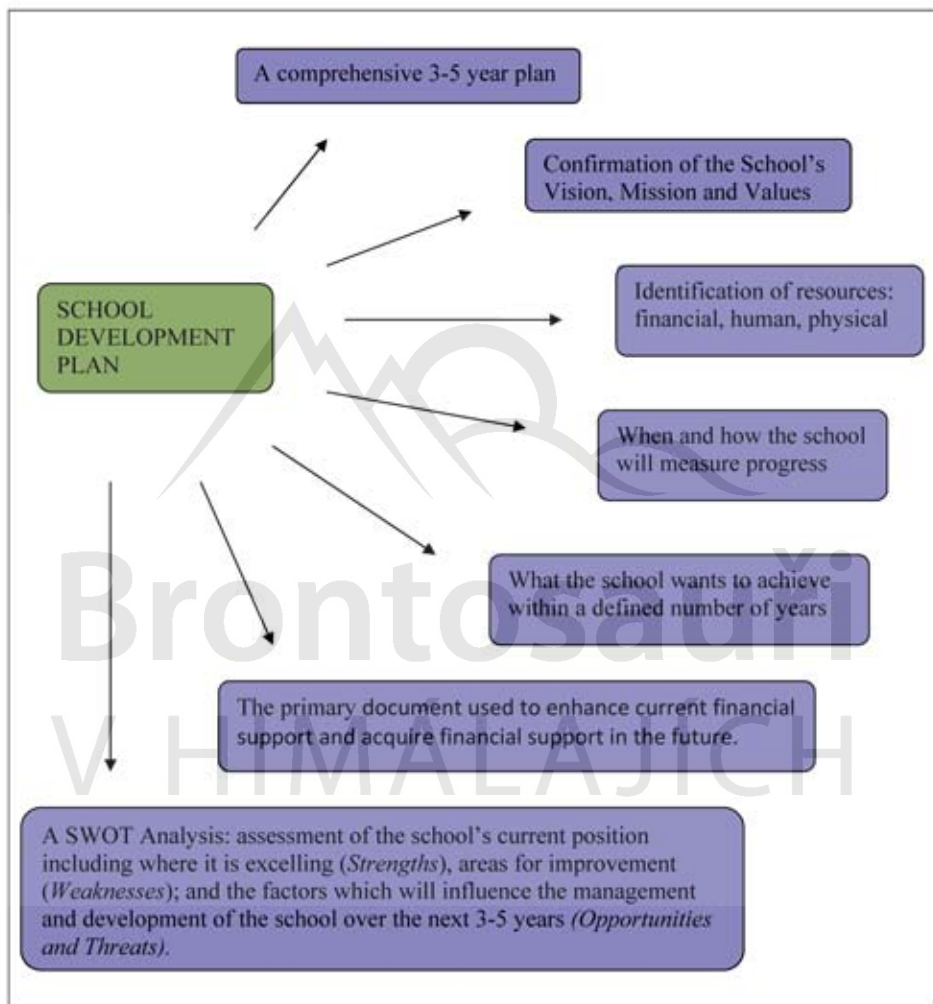 A comprehensive 3-5 year plan
Confirmation of the School's
Vision, Mission and Values
SCHOOL
DEVELOPMENT
PLAN
Identification of resources:
financial, human, physical
When and how the school
will measure progress
What the school wants to achieve
within a defined number of years
The primary document used to enhance current financial
support and acquire financial support in the future.
A SWOT Analysis: assessment of the school's current position
including where it is excelling (Strengths), areas for improvement
(Weaknesses); and the factors which will influence the management
and development of the school over the next 3-5 years (Opportunities
and Threats).
Brontosauři
V HIMÁLAJÍCH